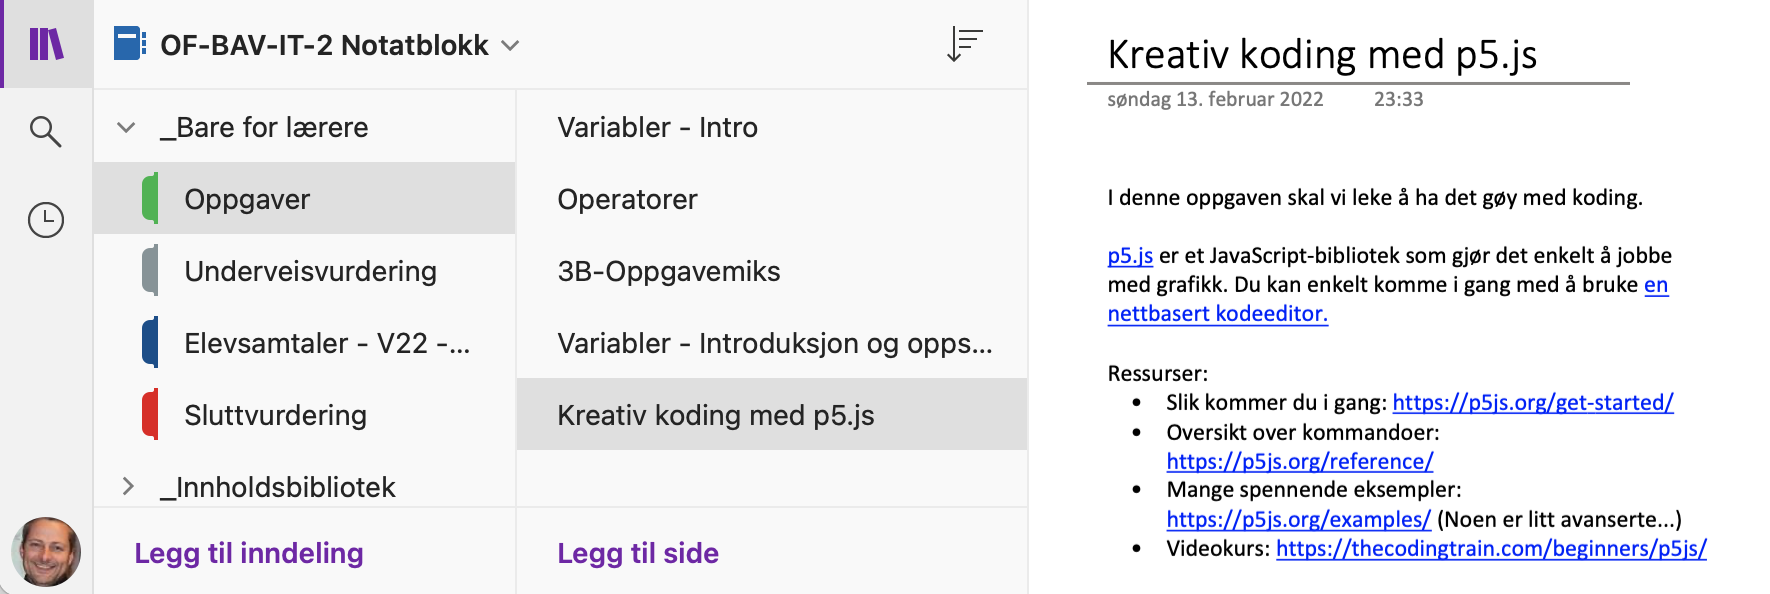 OF-BAV-IT-2 Notatblokk
_Bare for lærere
Oppgaver
Underveisvurdering
Elevsamtaler - V22 -...
Sluttvurdering
_Innholdsbibliotek
Legg til inndeling
Variabler - Intro
Operatorer
3B-Oppgavemiks
Variabler - Introduksjon og opps...
Kreativ koding med p5.js
Legg til side
Kreativ koding med p5.js
søndag 13. februar 2022 23:33
I denne oppgaven skal vi leke å ha det gøy med koding.
p5.js er et JavaScript-bibliotek som gjør det enkelt å jobbe
med grafikk. Du kan enkelt komme i gang med å bruke en
nettbasert kodeeditor.
Ressurser:
• Slik kommer du i gang: https://p5js.org/get-started/
• Oversikt over kommandoer:
https://p5js.org/reference/
• Mange spennende eksempler:
https://p5js.org/examples/ (Noen er litt avanserte...)
• Videokurs: https://thecodingtrain.com/beginners/p5js/